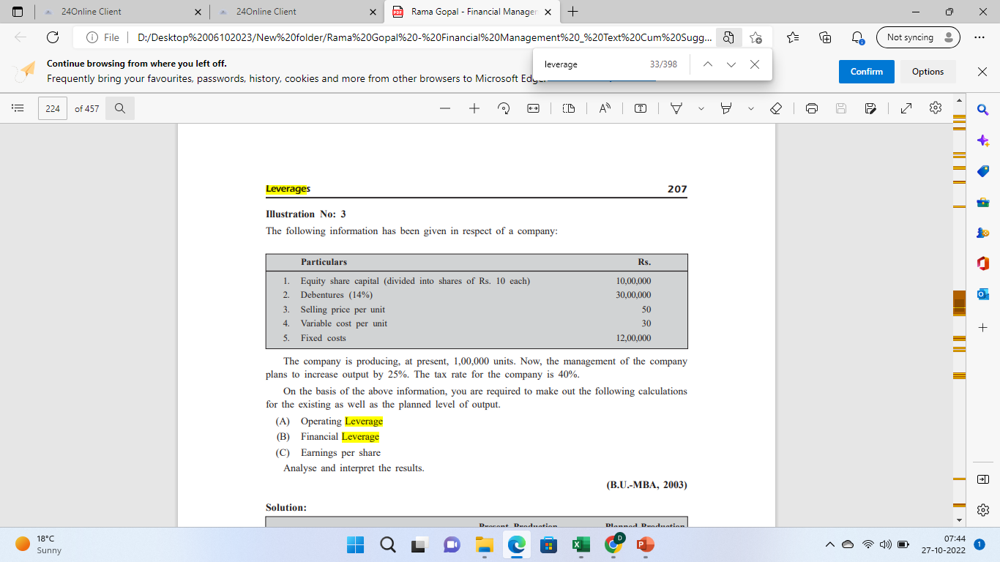 24Online Client
24Online Client
Rama Gopal - Financial Manager
File
D:/Desktop%2006102023/New%20folder/Rama%20Gopal%20-%20Financial%20Management%20_%20Text%20Cum%20Sugg...
Not syncing
Continue browsing from where you left off.
Frequently bring your favourites, passwords, history, cookies and more from other browsers to Microsoft Edge.
leverage 33/398
Confirm
Options
224 of 457
Leverages 207
Illustration No: 3
The following information has been given in respect of a company:
Particulars Rs.
1. Equity share capital (divided into shares of Rs. 10 each) 10,00,000
2. Debentures (14%) 30,00,000
3. Selling price per unit 50
4. Variable cost per unit 30
5. Fixed costs 12,00,000
The company is producing, at present, 1,00,000 units. Now, the management of the company
plans to increase output by 25%. The tax rate for the company is 40%.
On the basis of the above information, you are required to make out the following calculations
for the existing as well as the planned level of output.
(A) Operating Leverage
(B) Financial Leverage
(C) Earnings per share
Analyse and interpret the results.
(B.U.-MBA, 2003)
Solution:
Present Production Planned Production
18°C
Sunny
07:44
27-10-2022
1